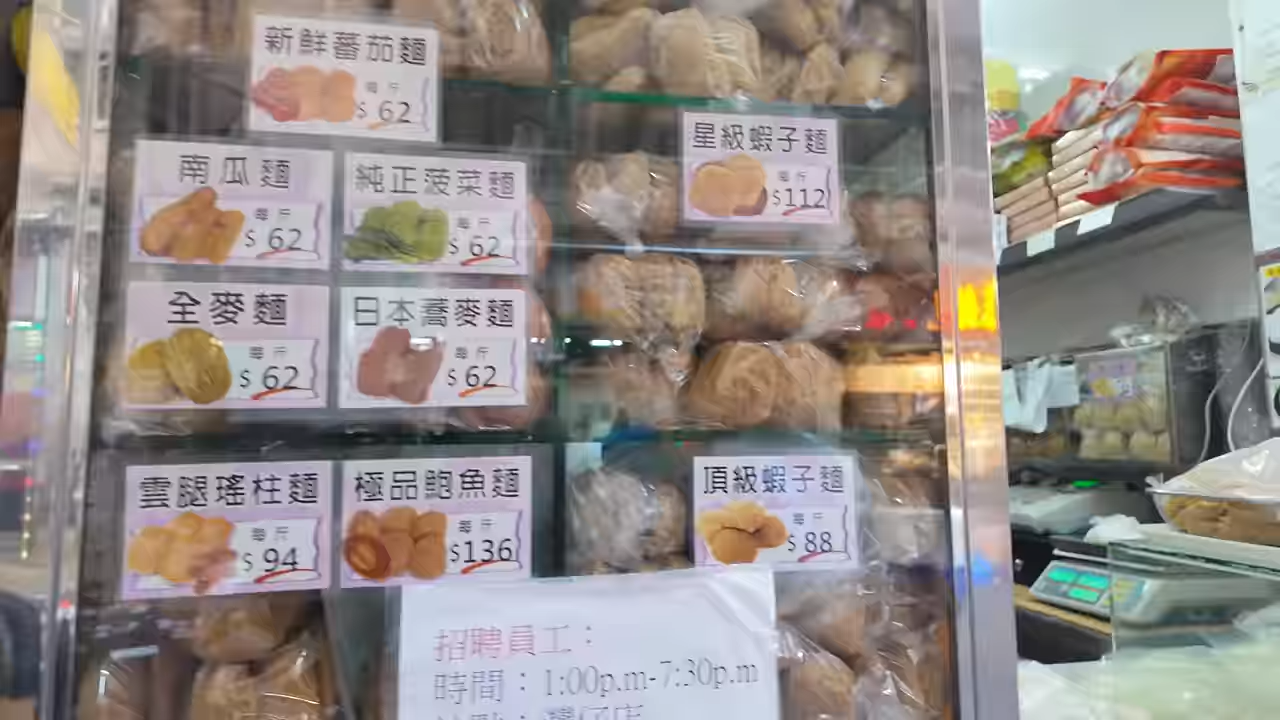 新鮮蕃茄麵
每斤
$62
星級蝦子麵
每斤
$112
南瓜麵
每斤
$62
純正菠菜麵
每斤
$62
全麥麵
每斤
$62
日本蕎麥麵
每斤
$62
雲腿瑤柱麵
每斤
$94
極品鮑魚麵
每斤
$136
頂級蝦子麵
每斤
$88
招聘員工：
時間：1:00p.m-7:30p.m